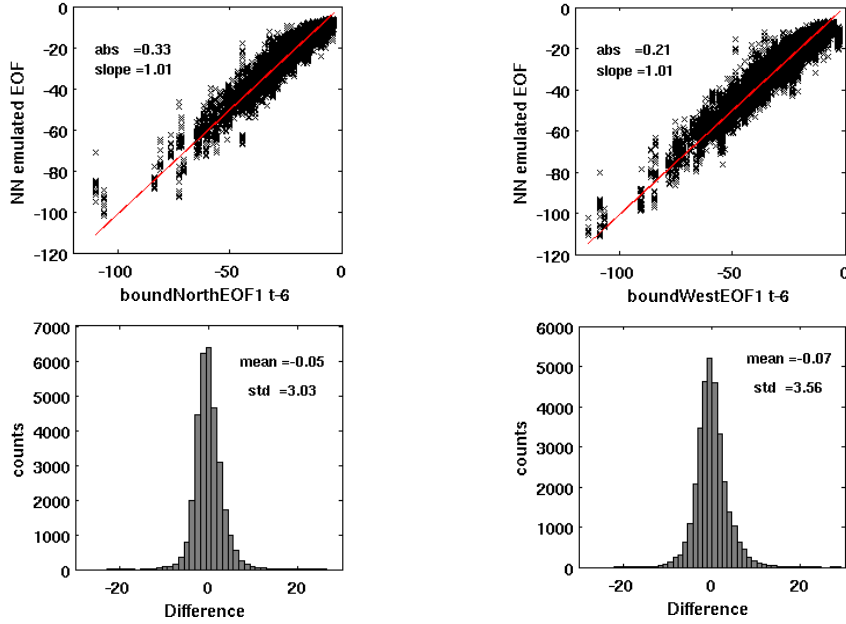 0
-20
-40
-60
-80
-100
-120
NN emulated EOF
abs =0.33
slope =1.01
-100
-50
0
boundNorthEOF1 t-6
0
-20
-40
-60
-80
-100
-120
NN emulated EOF
abs =0.21
slope =1.01
-100
-50
0
boundWestEOF1 t-6
7000
6000
5000
4000
3000
2000
1000
0
counts
mean =-0.05
std =3.03
-20
0
20
Difference
6000
5000
4000
3000
2000
1000
0
counts
mean =-0.07
std =3.56
-20
0
20
Difference